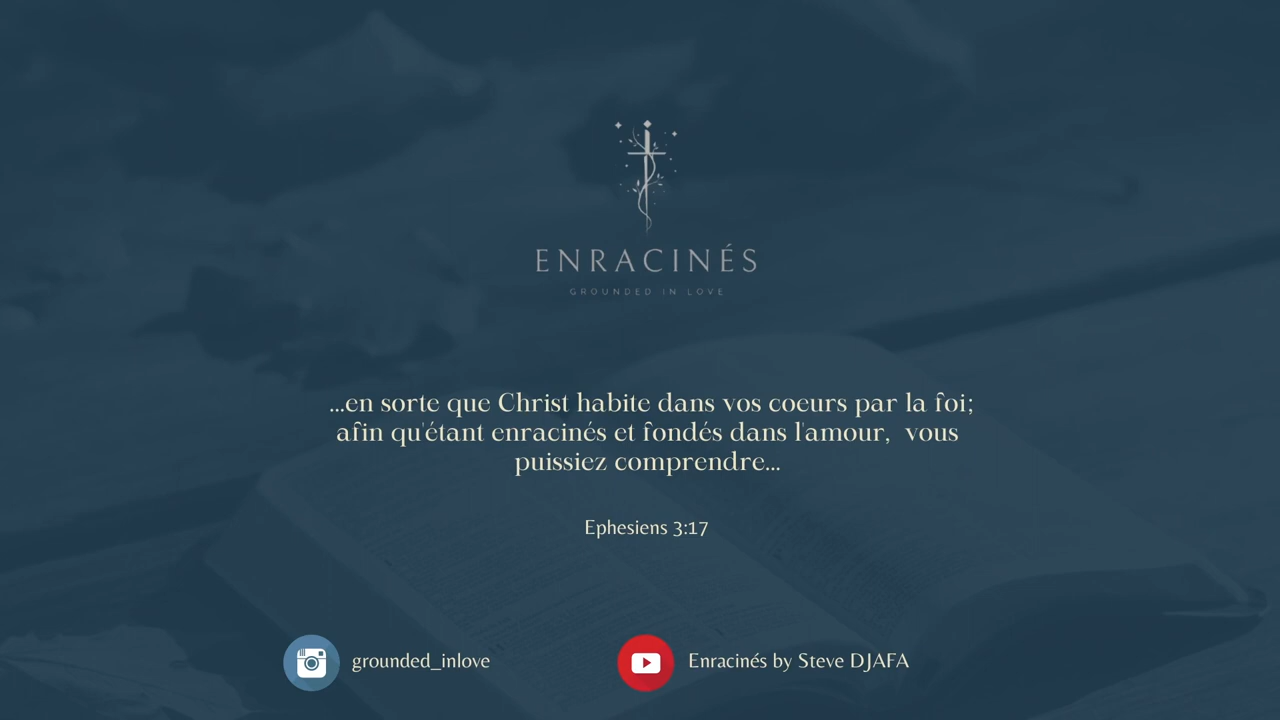 ENRACINÉS
GROUNDED IN LOVE
...en sorte que Christ habite dans vos coeurs par la foi;
afin qu'étant enracinés et fondés dans l'amour,  vous
puissiez comprendre...
Ephesiens 3:17
grounded_inlove
Enracinés by Steve DJAFA